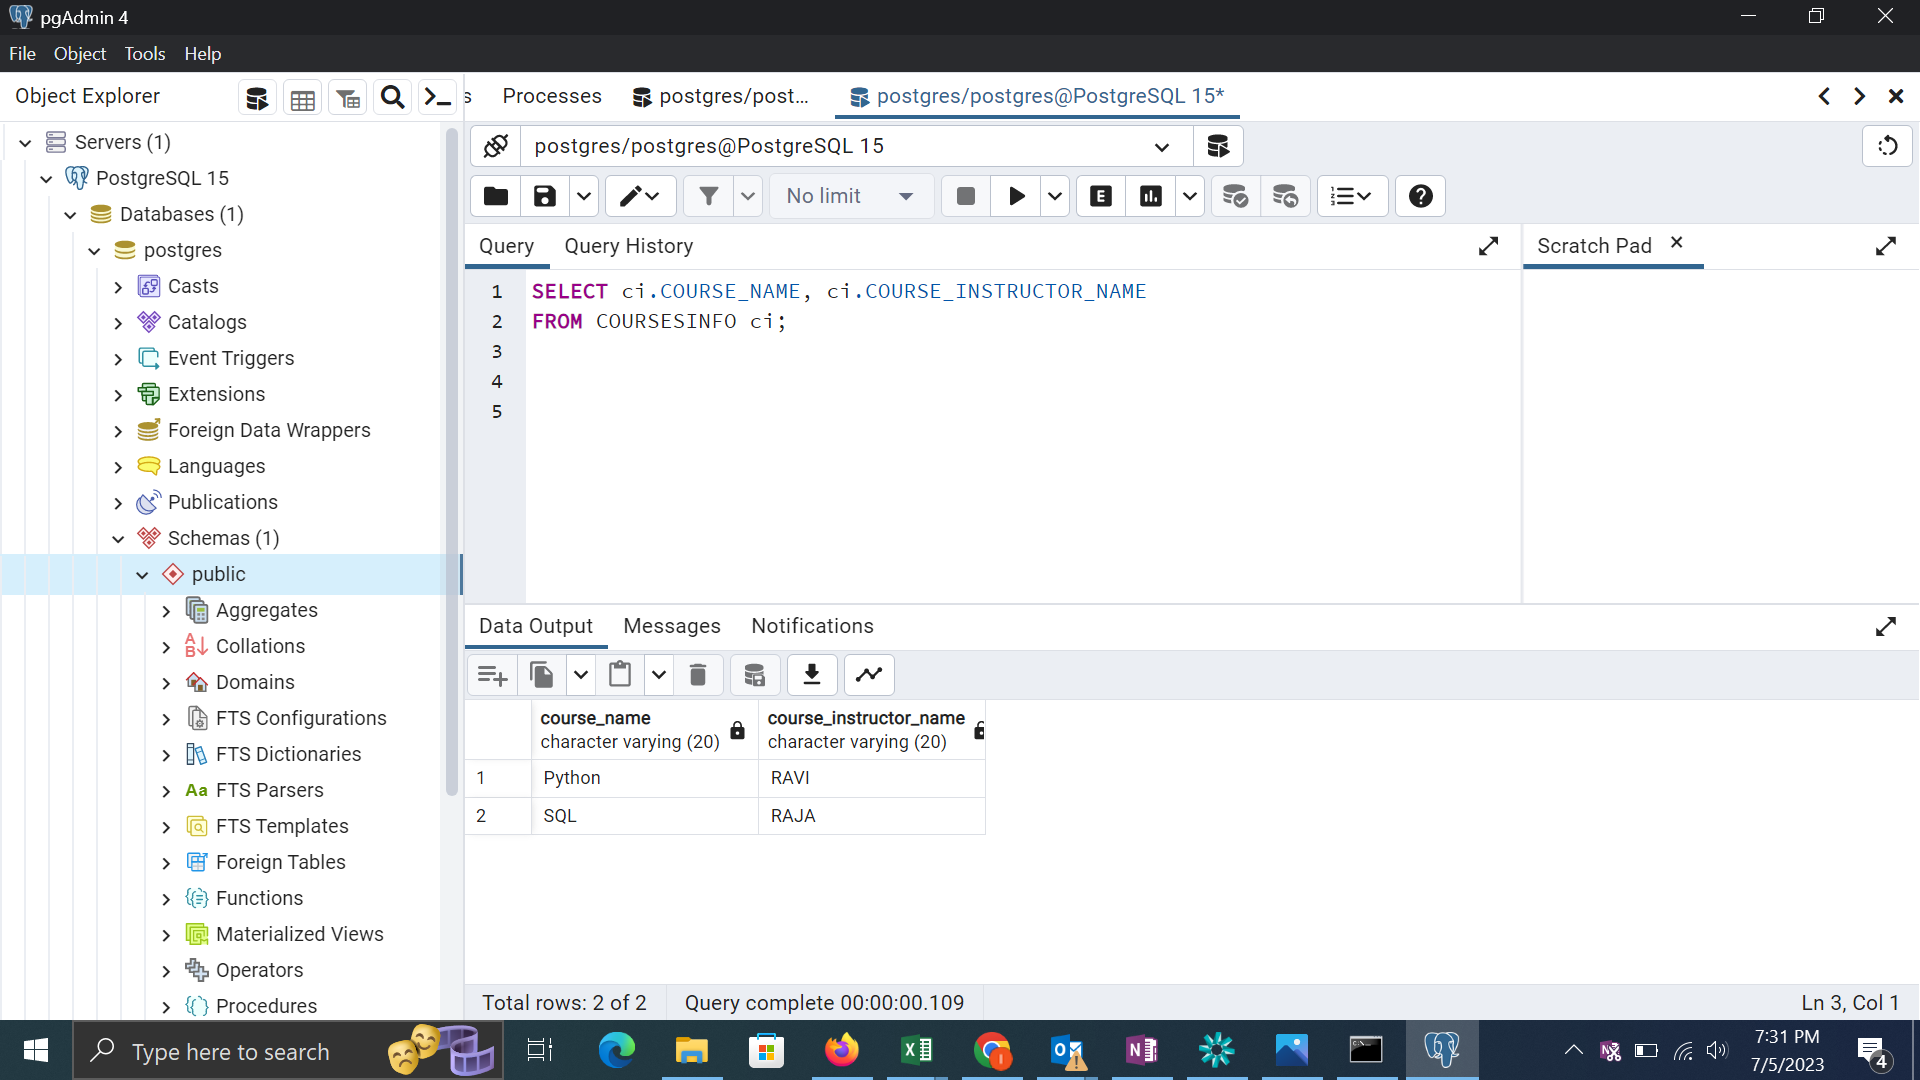 pgAdmin 4
File Object Tools Help
Object Explorer
s Processes postgres/post... postgres/postgres@PostgreSQL 15*
Servers (1)
PostgreSQL 15
Databases (1)
postgres
Casts
Catalogs
Event Triggers
Extensions
Foreign Data Wrappers
Languages
Publications
Schemas (1)
public
Aggregates
Collations
Domains
FTS Configurations
FTS Dictionaries
Aa FTS Parsers
FTS Templates
Foreign Tables
Functions
Materialized Views
Operators
Procedures
postgres/postgres@PostgreSQL 15
No limit E
Query Query History
Scratch Pad
1 SELECT ci.COURSE_NAME, ci.COURSE_INSTRUCTOR_NAME
2 FROM COURSESINFO ci;
3
4
5
Data Output Messages Notifications
course_name course_instructor_name
character varying (20) character varying (20)
1 Python RAVI
2 SQL RAJA
Total rows: 2 of 2 Query complete 00:00:00.109 Ln 3, Col 1
Type here to search
7:31 PM
7/5/2023
4